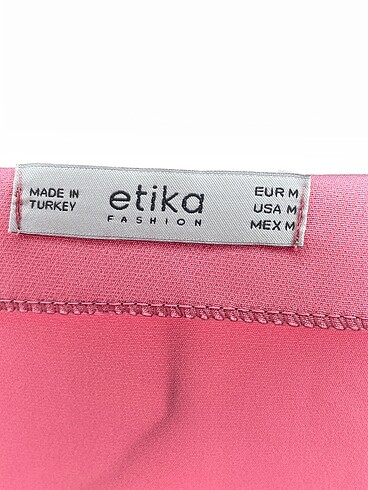 MADE IN
TURKEY
etika
FASHION
EUR M
USA M
MEX M